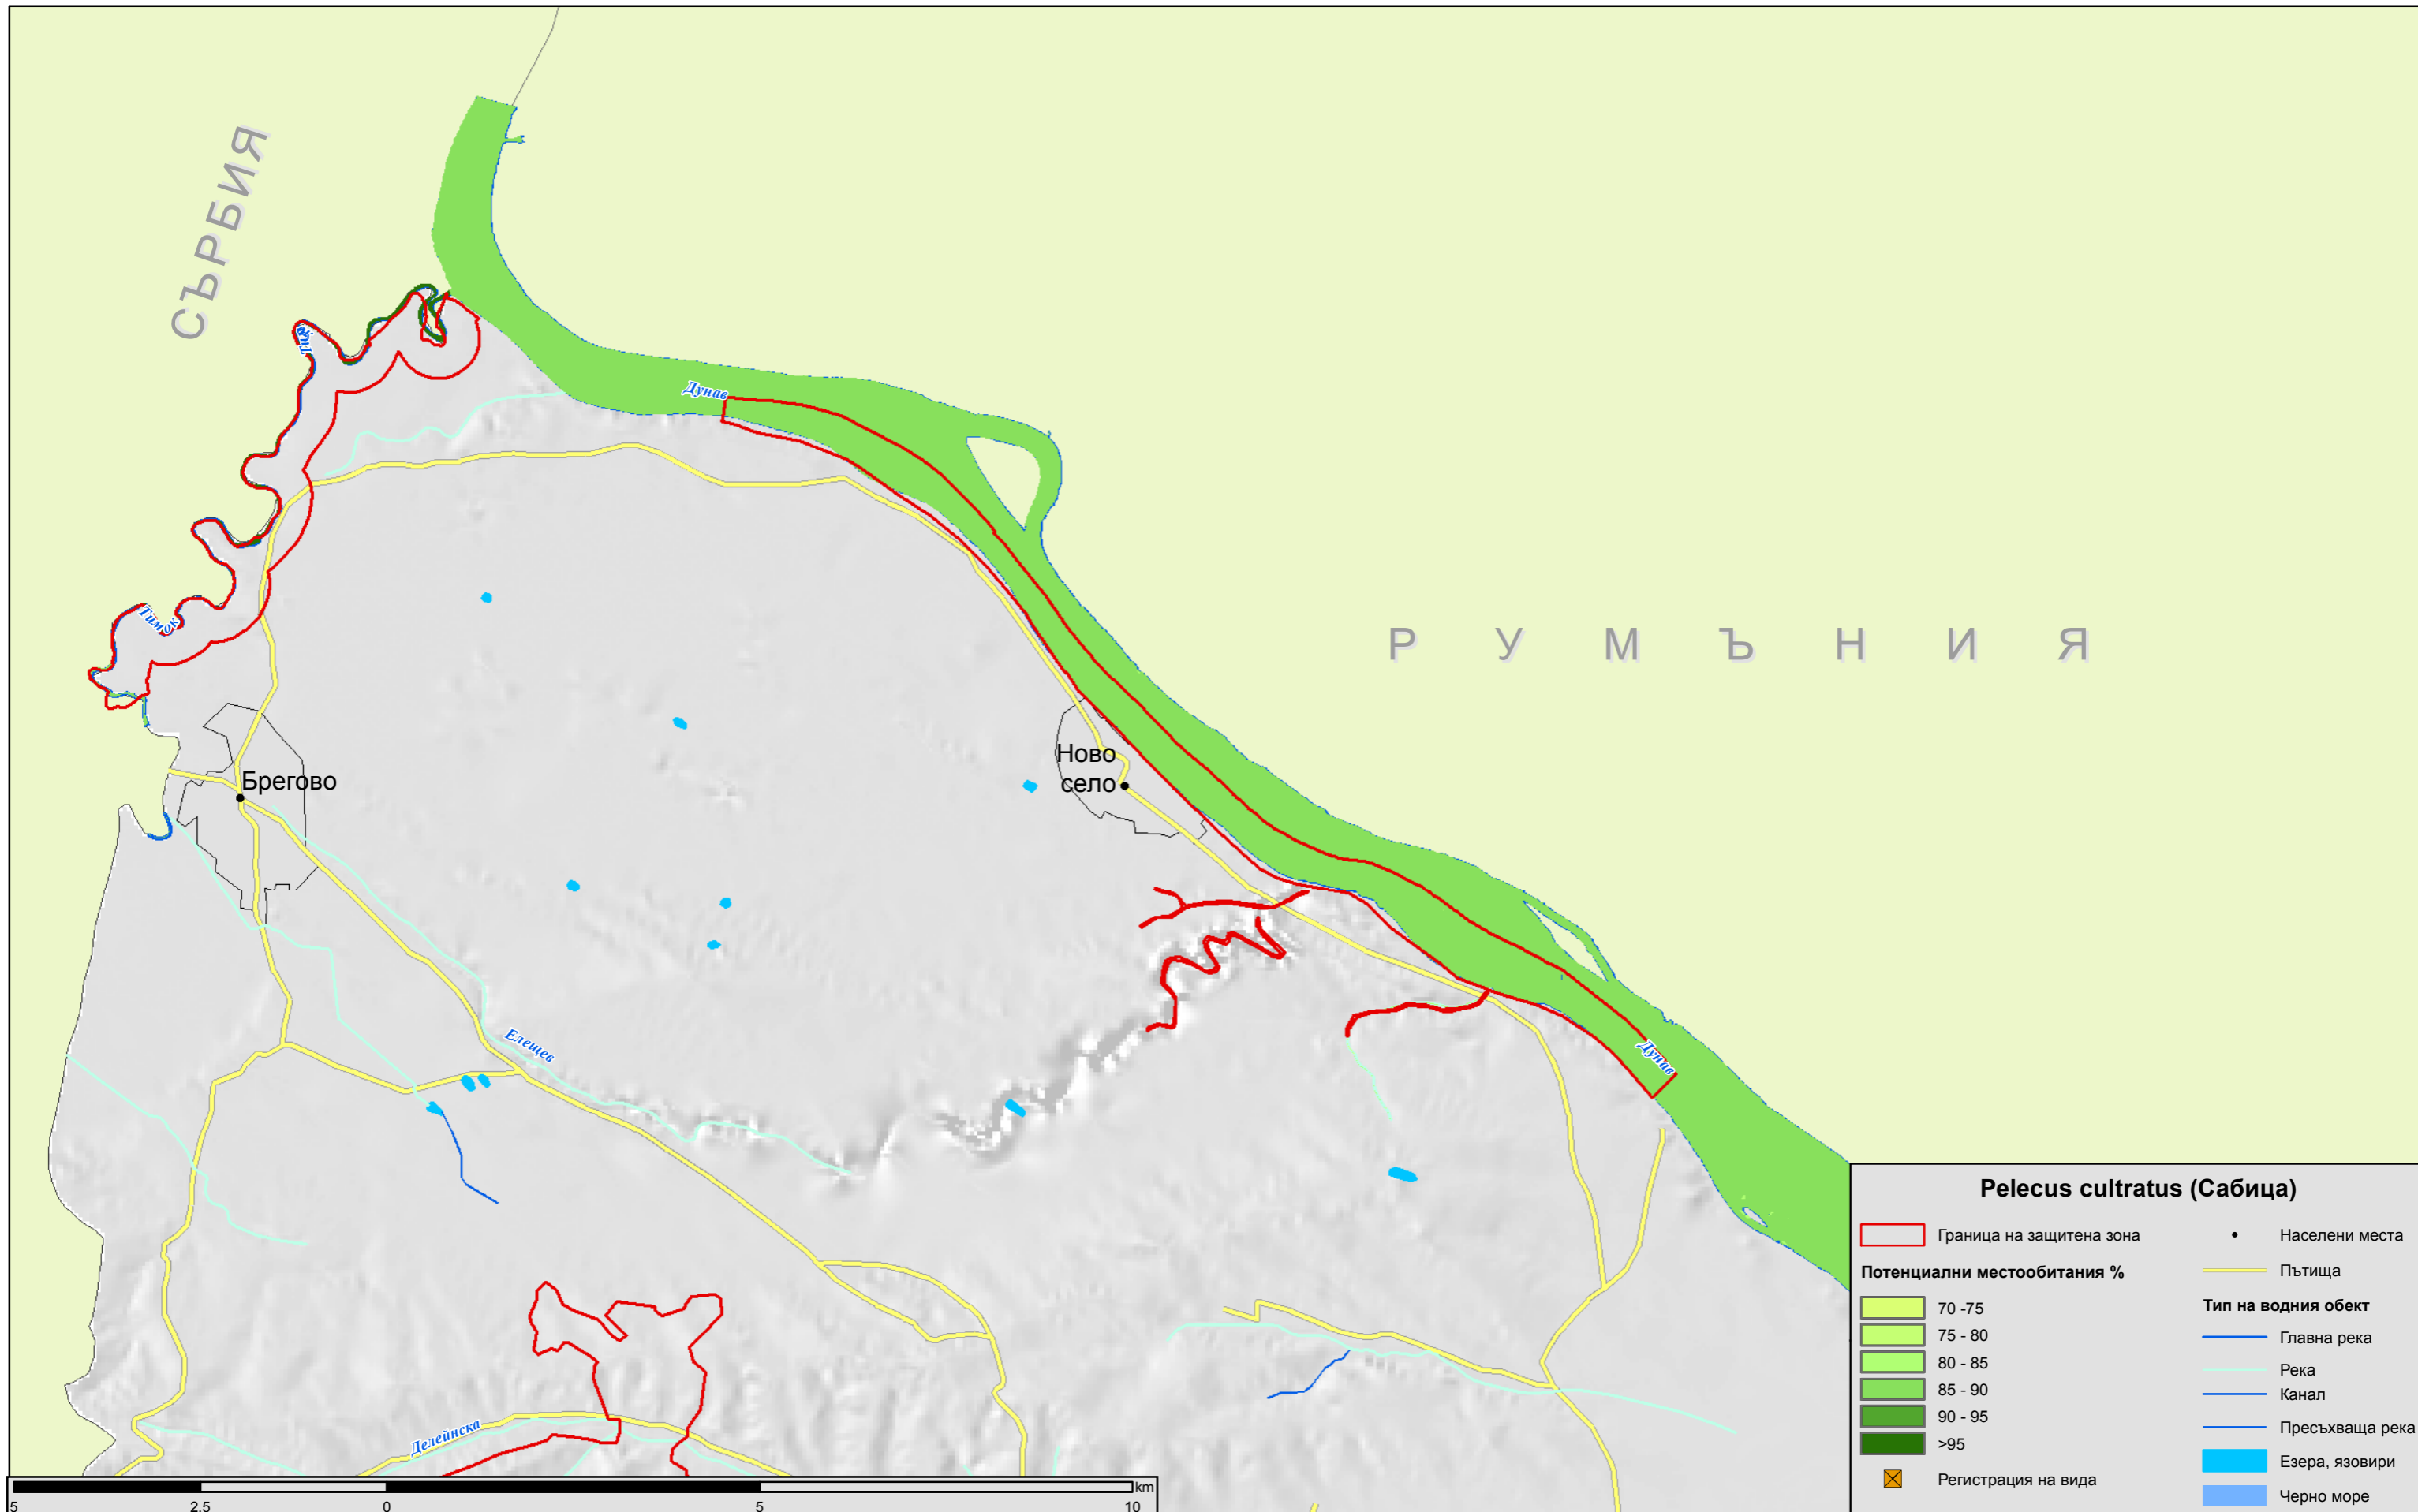 СЪРБИЯ
Дунав
Тимок
Р У М Ъ Н И Я
Ново
село
Брегово
Елещев
Дунав
Делейнска
Pelecus cultratus (Сабица)
Граница на защитена зона
Потенциални местообитания %
70 -75
75 - 80
80 - 85
85 - 90
90 - 95
>95
Регистрация на вида
Населени места
Пътища
Тип на водния обект
Главна река
Река
Канал
Пресъхваща река
Езера, язовири
Черно море
5 2.5 0 5 10 km